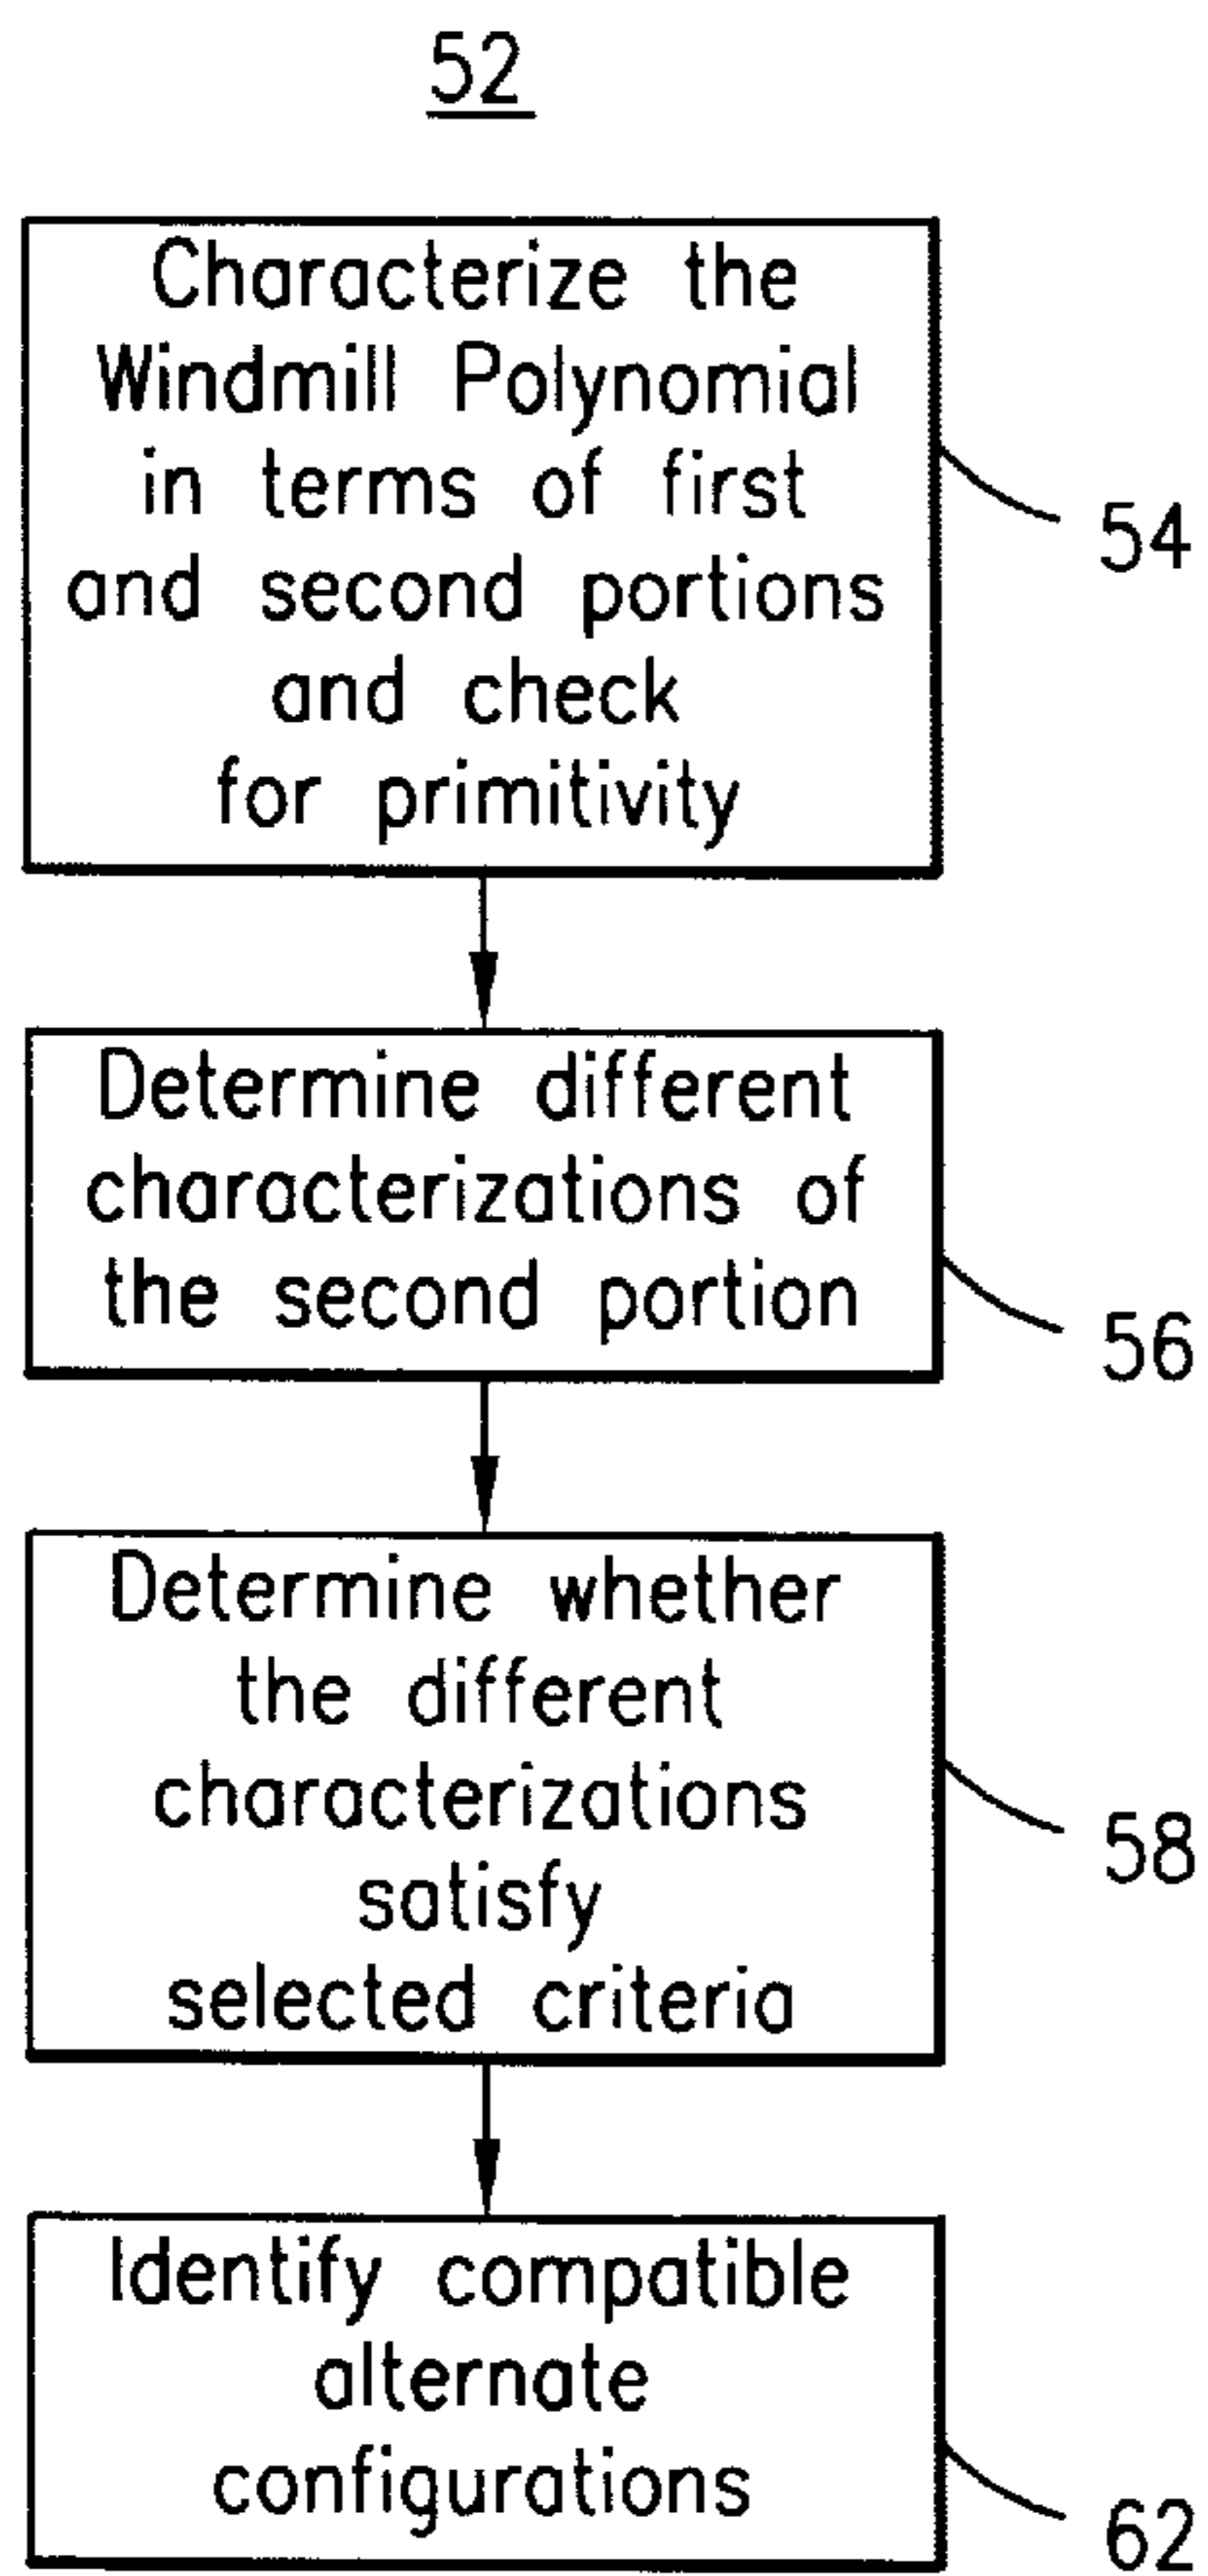 52
Characterize the
Windmill Polynomial
in terms of first
and second portions
and check
for primitivity
54
Determine different
characterizations of
the second portion
56
Determine whether
the different
characterizations
satisfy
selected criteria
58
Identify compatible
alternate
configurations
62